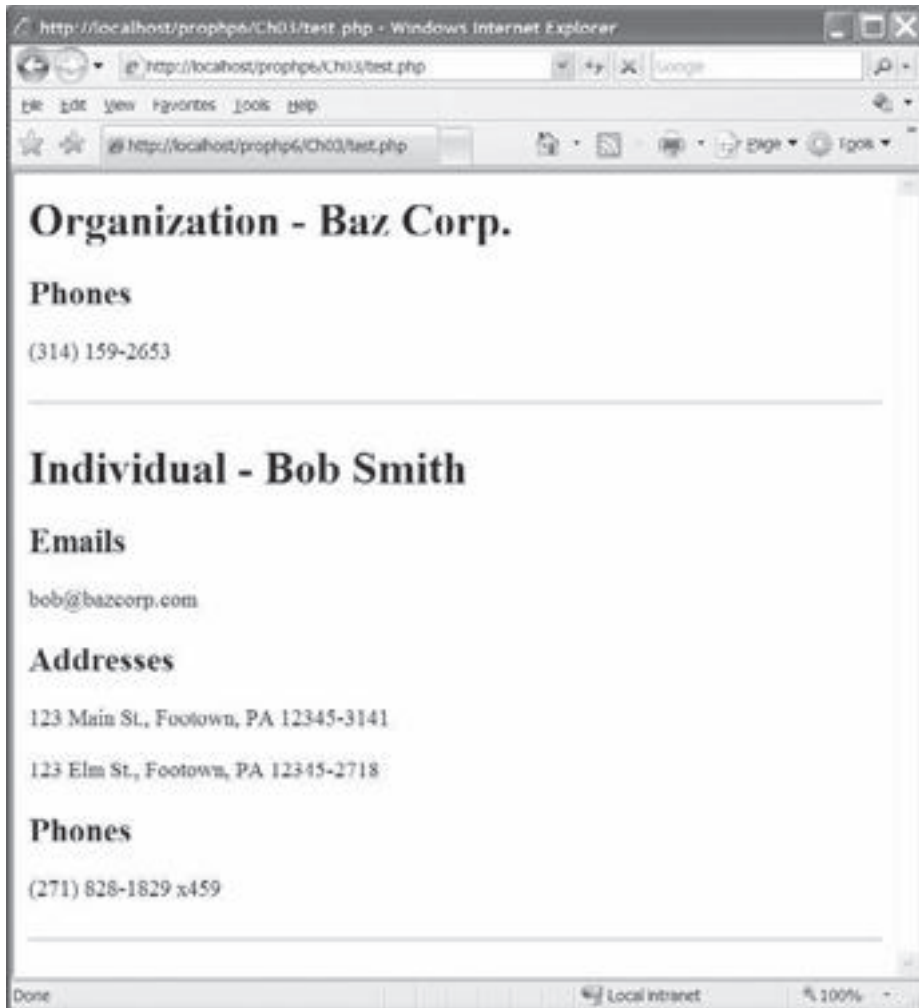 http://localhost/prophp6/Ch03/test.php - Windows Internet Explorer
http://localhost/prophp6/Ch03/test.php
Google
File Edit View Favorites Tools Help
http://localhost/prophp6/Ch03/test.php
Page Tools
Organization - Baz Corp.
Phones
(314) 159-2653
Individual - Bob Smith
Emails
bob@bazcorp.com
Addresses
123 Main St., Footown, PA 12345-3141
123 Elm St., Footown, PA 12345-2718
Phones
(271) 828-1829 x459
Done
Local intranet
100%